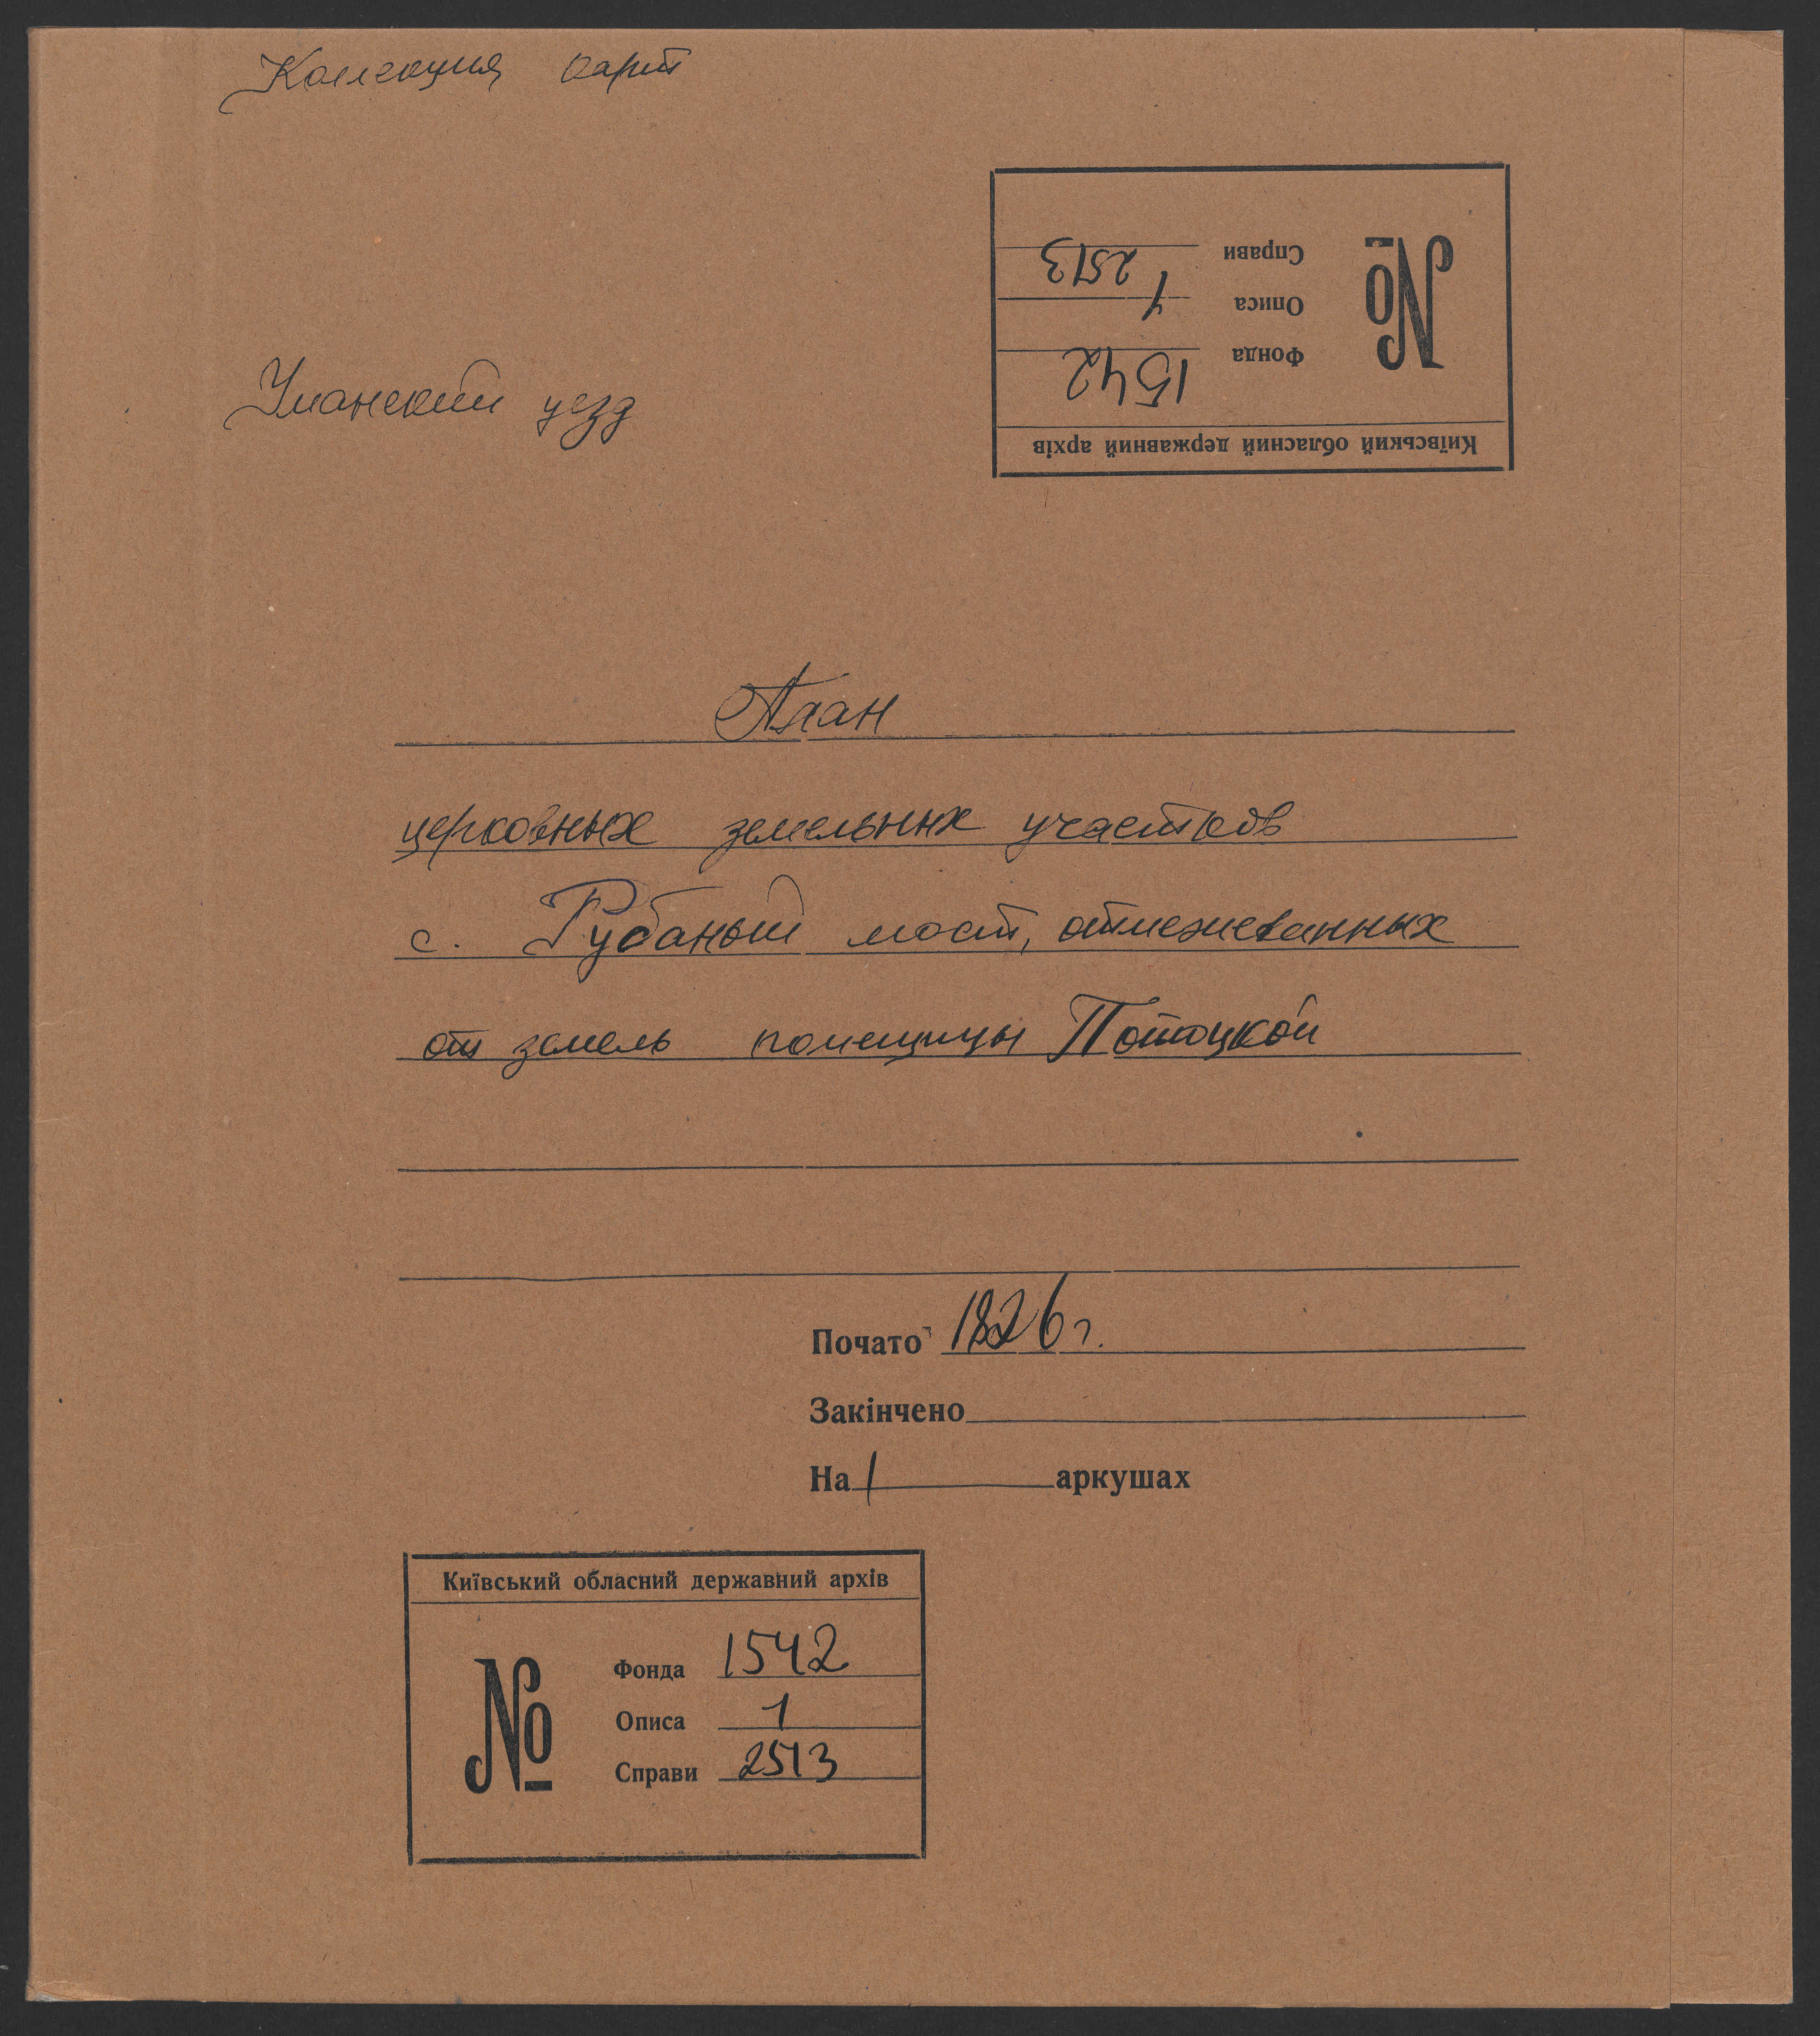 Коллекция карт
Справи 2513
Описа 1
Фонда 1542
№
Київський обласний державний архів
Уманский уезд
План
церковных земельных участков
с. Рубаный мост, отмежеванных
от земель помещицы Потоцкой
Почато 1826 г.
Закінчено
На 1 аркушах
Київський обласний державний архів
№
Фонда 1542
Описа 1
Справи 2513